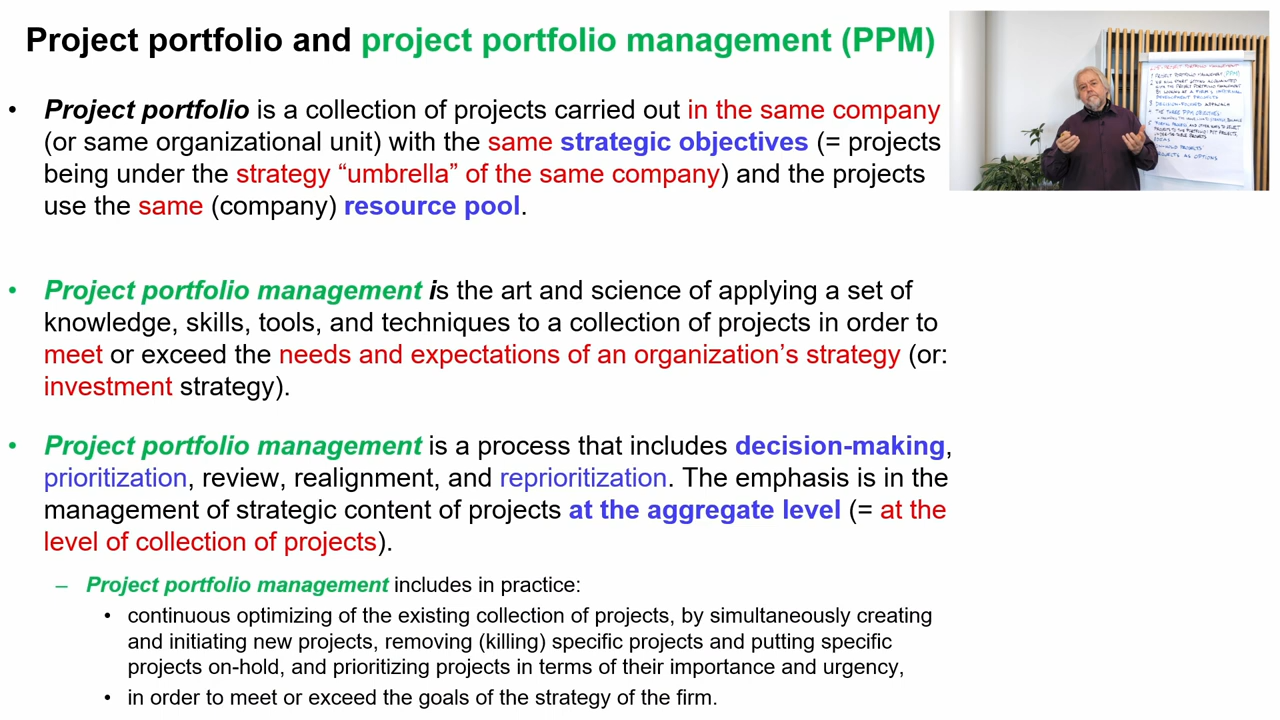 Project portfolio and project portfolio management (PPM)
• Project portfolio is a collection of projects carried out in the same company
(or same organizational unit) with the same strategic objectives (= projects
being under the strategy “umbrella” of the same company) and the projects
use the same (company) resource pool.
• Project portfolio management is the art and science of applying a set of
knowledge, skills, tools, and techniques to a collection of projects in order to
meet or exceed the needs and expectations of an organization’s strategy (or:
investment strategy).
• Project portfolio management is a process that includes decision-making,
prioritization, review, realignment, and reprioritization. The emphasis is in the
management of strategic content of projects at the aggregate level (= at the
level of collection of projects).
– Project portfolio management includes in practice:
• continuous optimizing of the existing collection of projects, by simultaneously creating
and initiating new projects, removing (killing) specific projects and putting specific
projects on-hold, and prioritizing projects in terms of their importance and urgency,
• in order to meet or exceed the goals of the strategy of the firm.
PROJECT PORTFOLIO MANAGEMENT